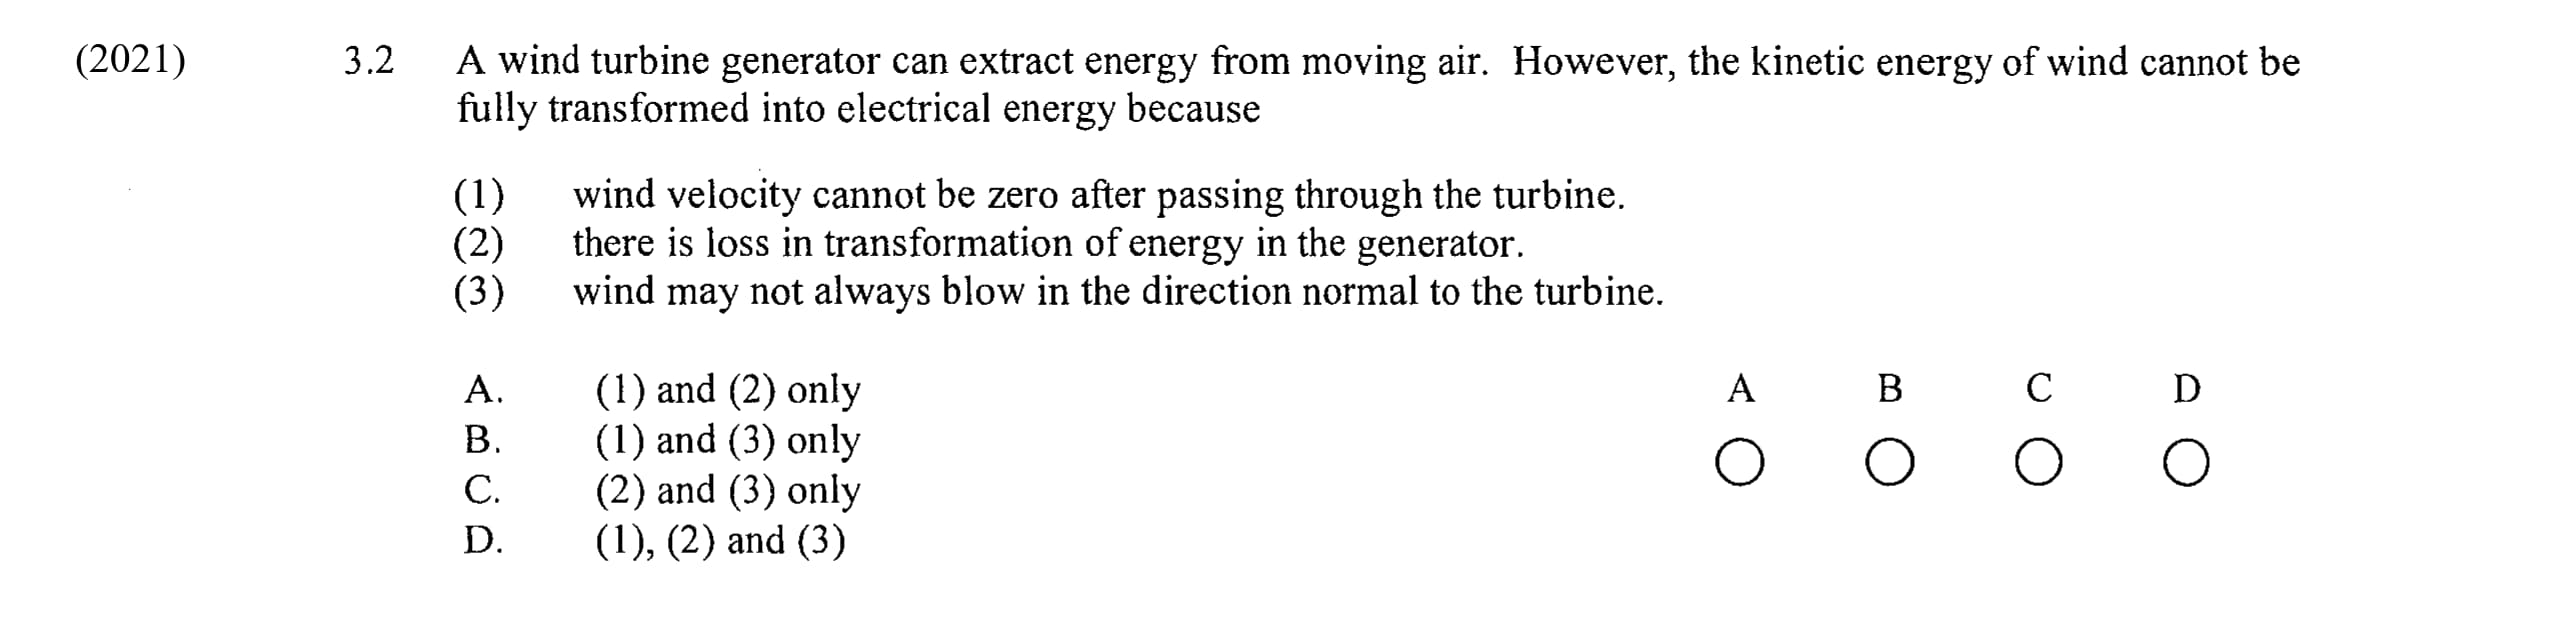 (2021) 3.2 A wind turbine generator can extract energy from moving air. However, the kinetic energy of wind cannot be
fully transformed into electrical energy because
(1) wind velocity cannot be zero after passing through the turbine.
(2) there is loss in transformation of energy in the generator.
(3) wind may not always blow in the direction normal to the turbine.
A. (1) and (2) only
B. (1) and (3) only
C. (2) and (3) only
D. (1), (2) and (3)
A B C D